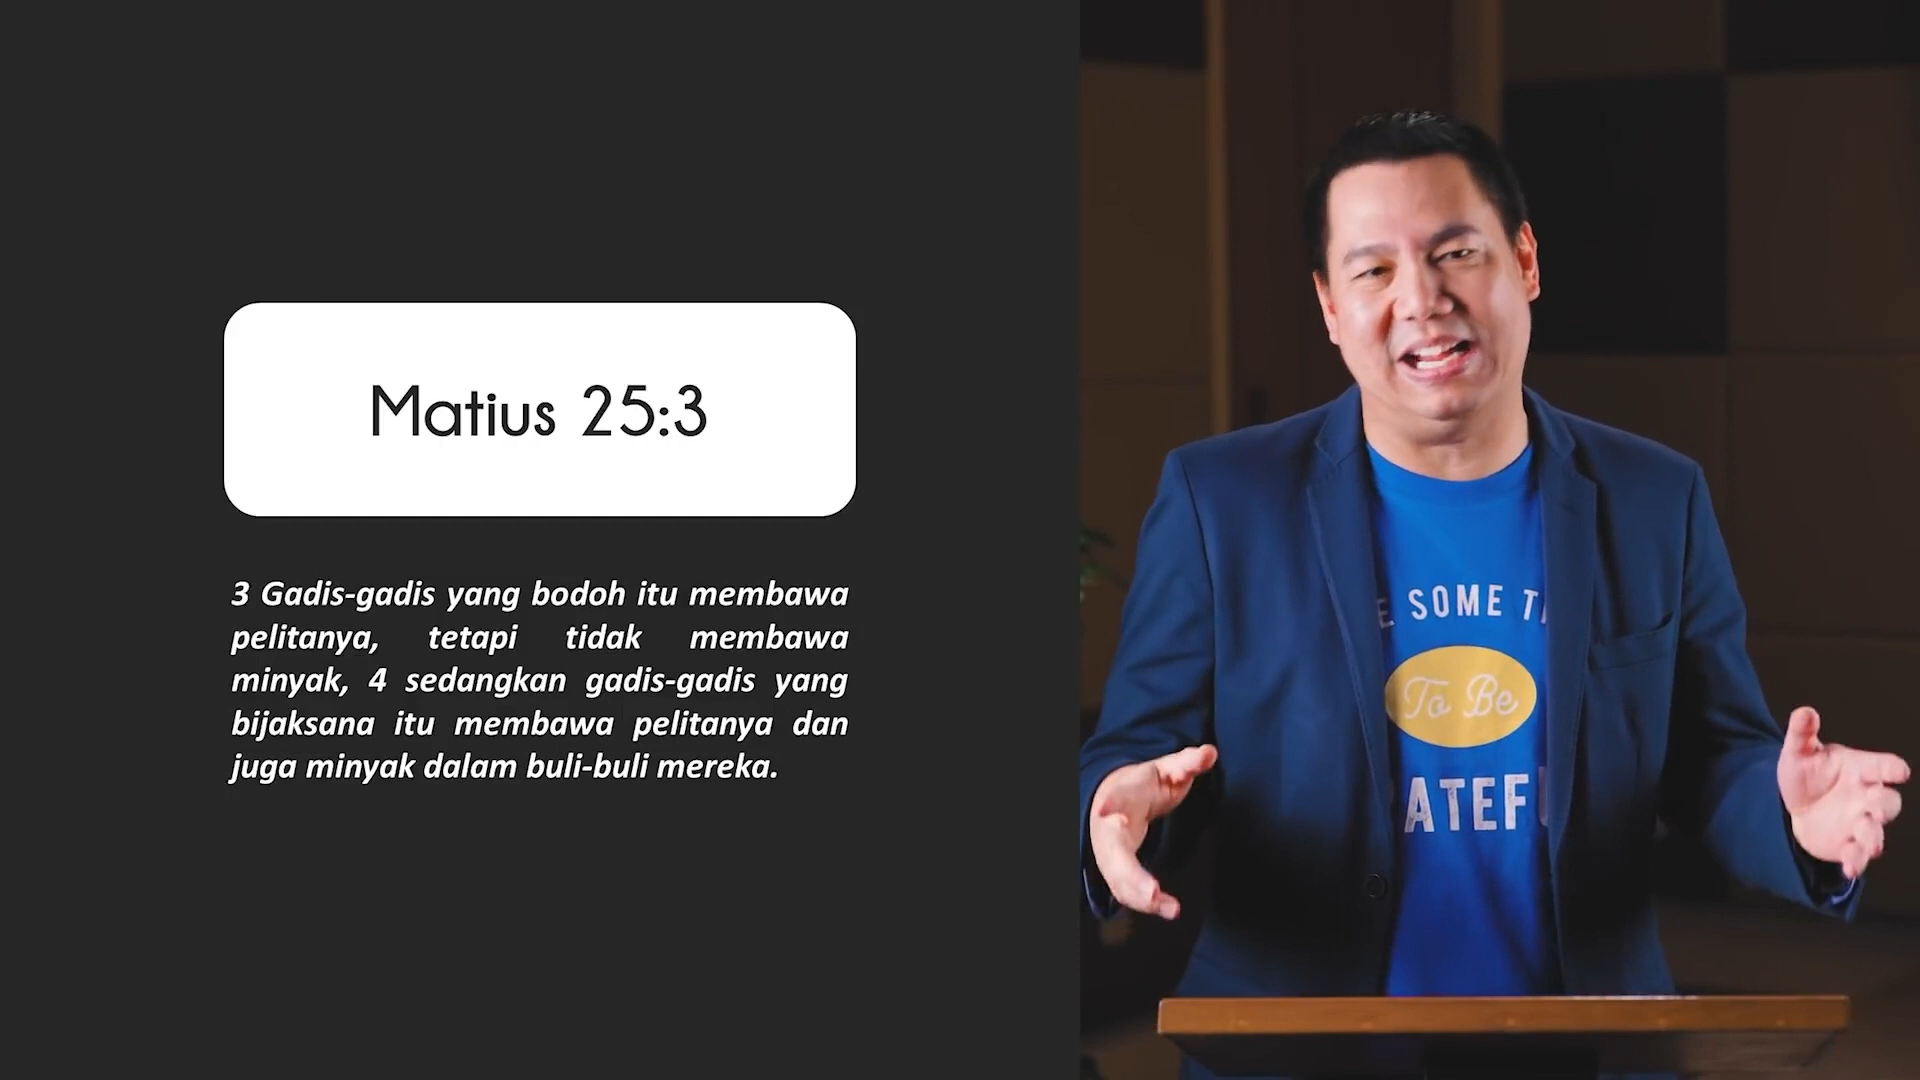 Matius 25:3
3 Gadis-gadis yang bodoh itu membawa
pelitanya, tetapi tidak membawa
minyak, 4 sedangkan gadis-gadis yang
bijaksana itu membawa pelitanya dan
juga minyak dalam buli-buli mereka.
SOME
To Be